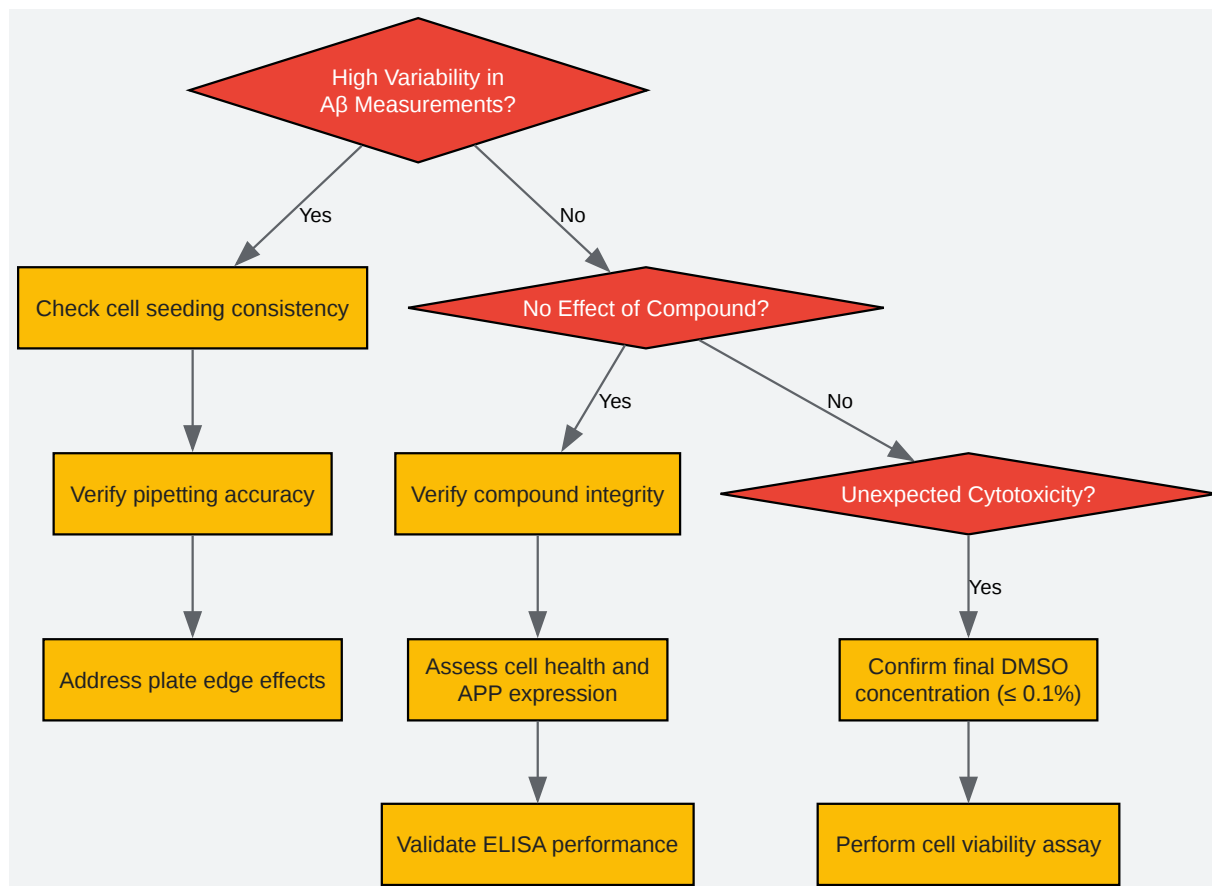 High Variability in
Aβ Measurements?
Yes
No
Check cell seeding consistency
No Effect of Compound?
Yes
No
Verify pipetting accuracy
Verify compound integrity
Unexpected Cytotoxicity?
Yes
Address plate edge effects
Assess cell health and
APP expression
Confirm final DMSO
concentration (≤ 0.1%)
Validate ELISA performance
Perform cell viability assay